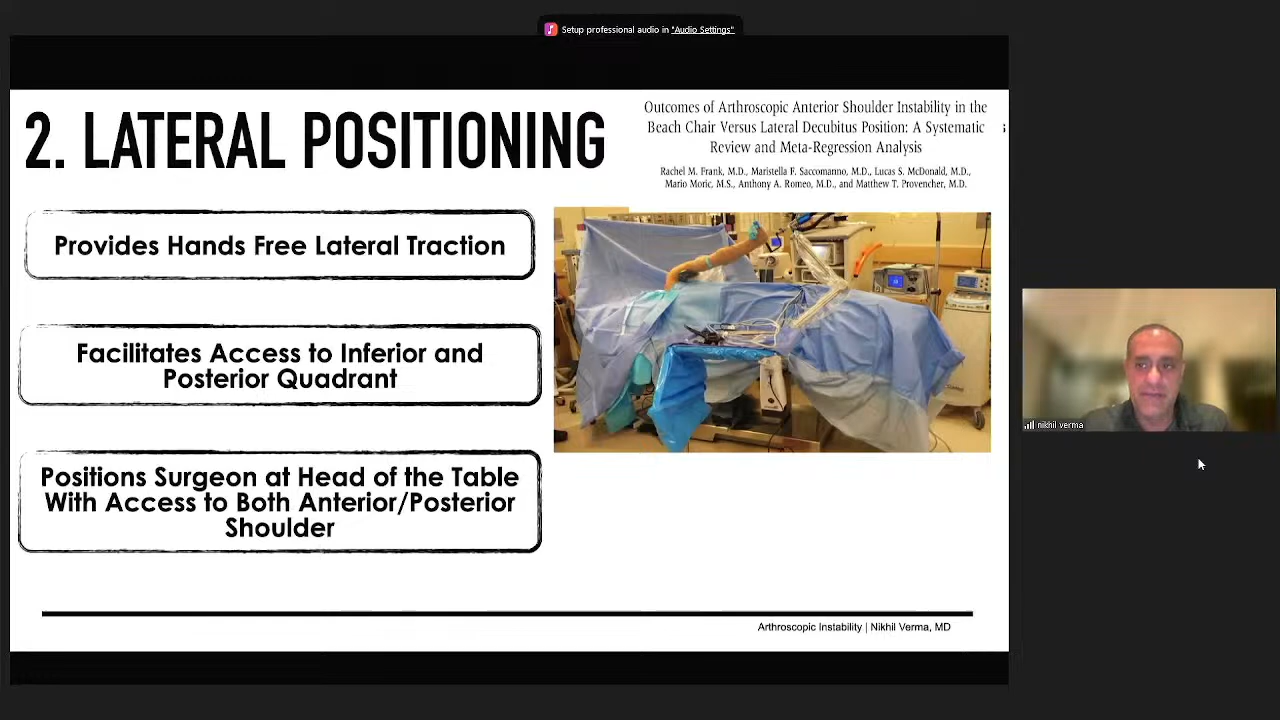 Setup professional audio in "Audio Settings"
2. LATERAL POSITIONING
Outcomes of Arthroscopic Anterior Shoulder Instability in the
Beach Chair Versus Lateral Decubitus Position: A Systematic
Review and Meta-Regression Analysis
Rachel M. Frank, M.D., Maristella F. Saccomanno, M.D., Lucas S. McDonald, M.D.,
Mario Moric, M.S., Anthony A. Romeo, M.D., and Matthew T. Provencher, M.D.
Provides Hands Free Lateral Traction
Facilitates Access to Inferior and
Posterior Quadrant
Positions Surgeon at Head of the Table
With Access to Both Anterior/Posterior
Shoulder
nikhil verma
Arthroscopic Instability | Nikhil Verma, MD